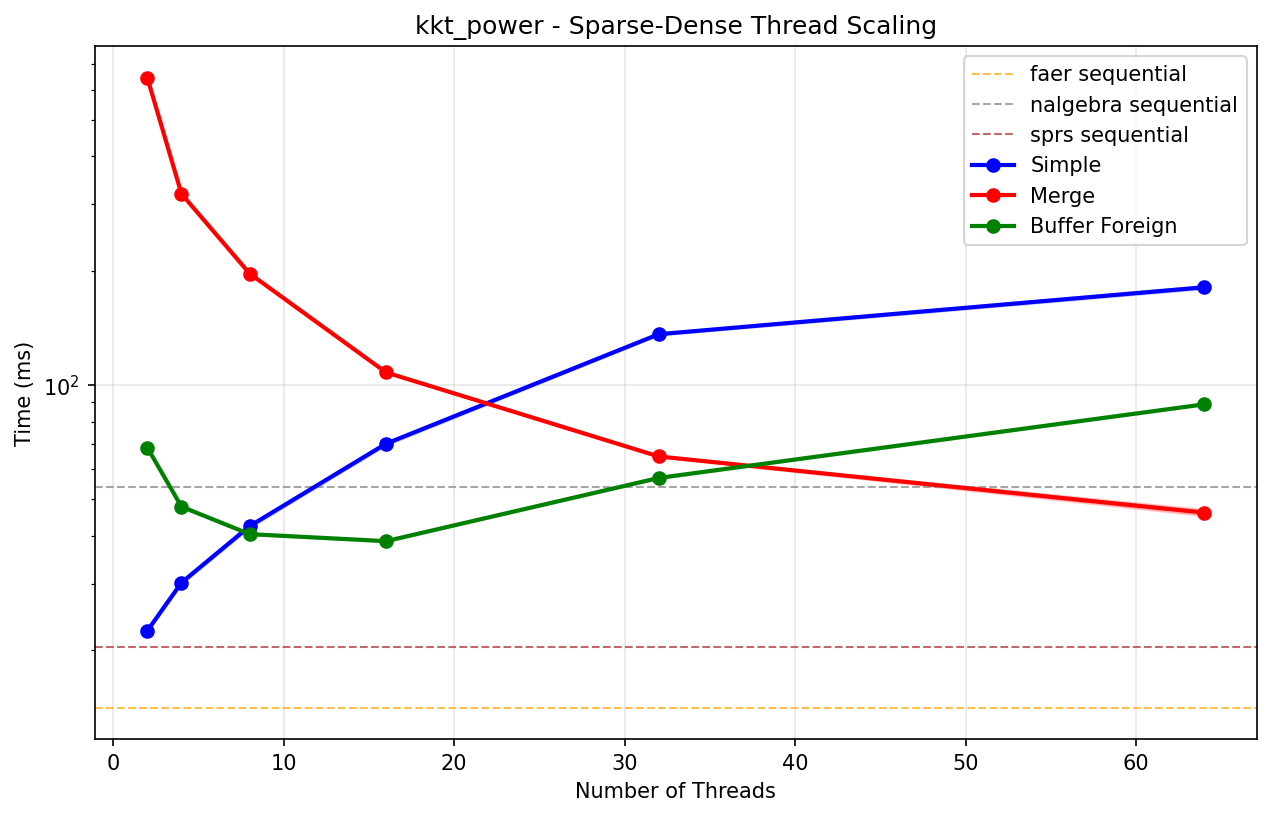 kkt_power - Sparse-Dense Thread Scaling
faer sequential
nalgebra sequential
sprs sequential
Simple
Merge
Buffer Foreign
Time (ms)
10²
0 10 20 30 40 50 60
Number of Threads